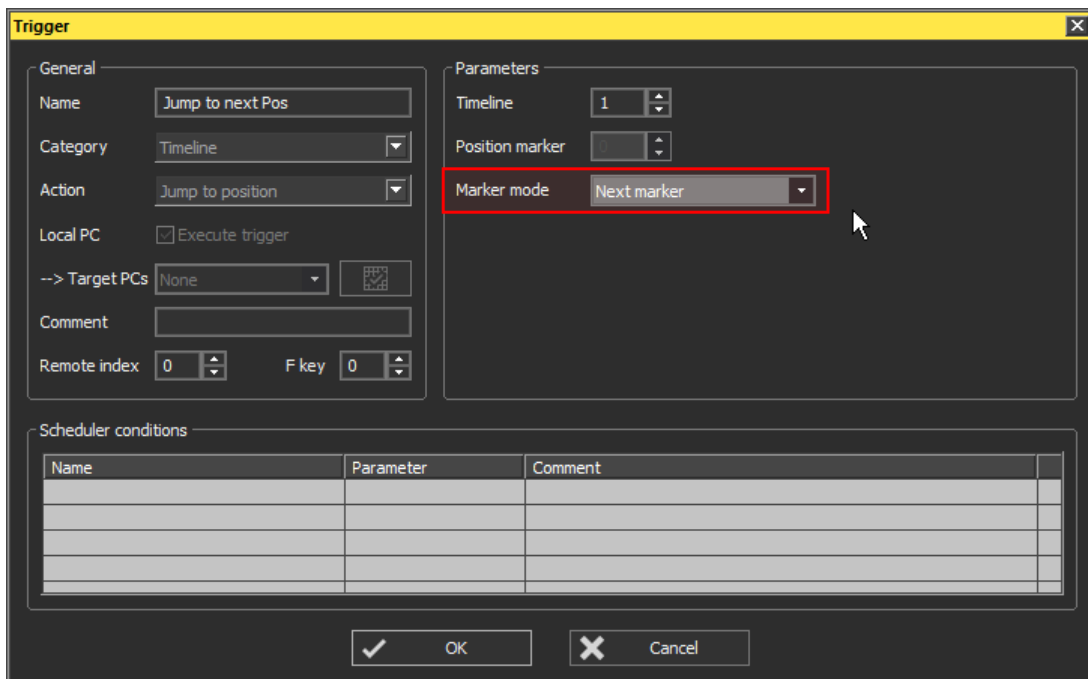 Trigger
General
Name Jump to next Pos
Category Timeline
Action Jump to position
Local PC Execute trigger
--> Target PCs None
Comment
Remote index 0 F key 0
Parameters
Timeline 1
Position marker 0
Marker mode Next marker
Scheduler conditions
Name Parameter Comment
OK Cancel